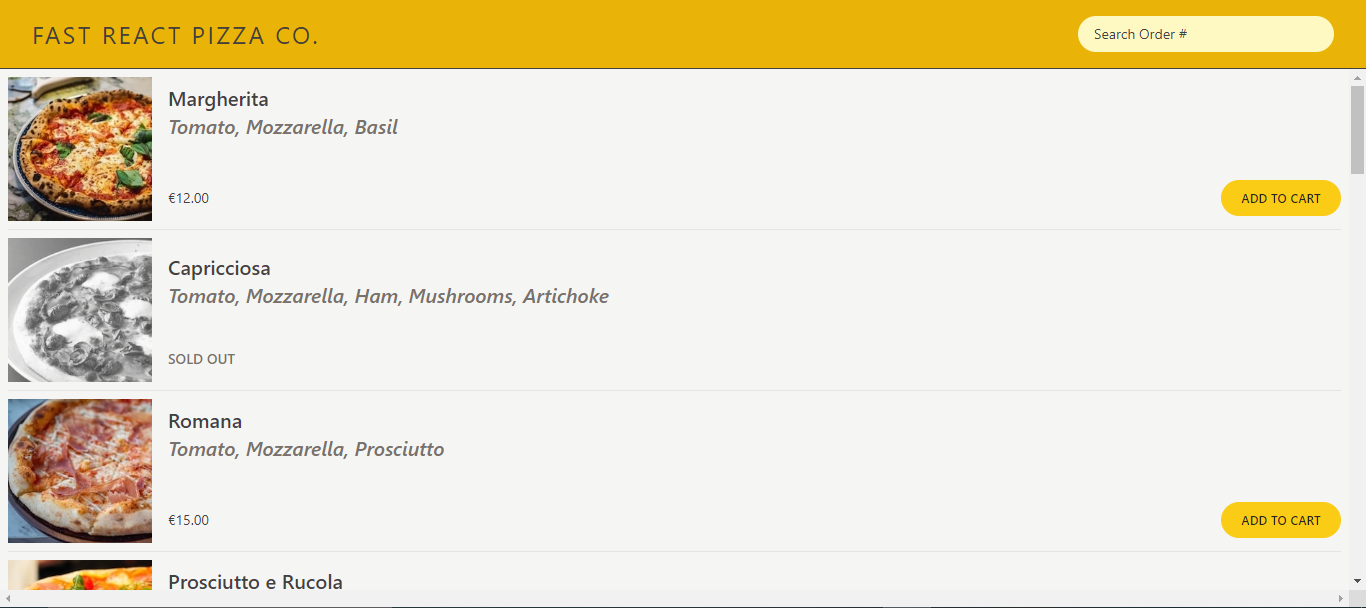 FAST REACT PIZZA CO.
Search Order #
Margherita
Tomato, Mozzarella, Basil
€12.00
ADD TO CART
Capricciosa
Tomato, Mozzarella, Ham, Mushrooms, Artichoke
SOLD OUT
Romana
Tomato, Mozzarella, Prosciutto
€15.00
ADD TO CART
Prosciutto e Rucola